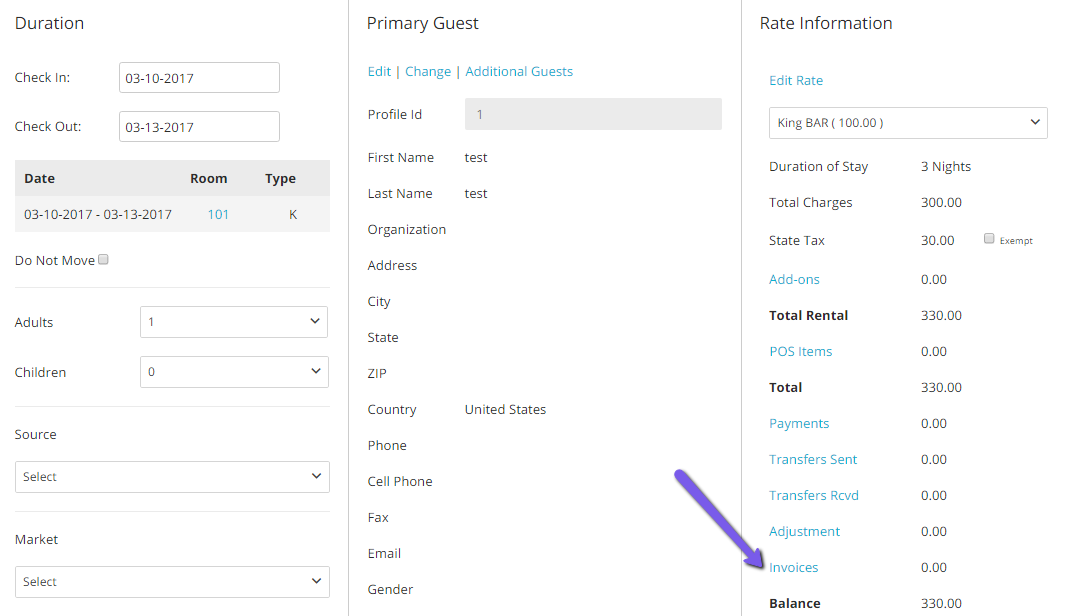 Duration
Check In: 03-10-2017
Check Out: 03-13-2017
Date Room Type
03-10-2017 - 03-13-2017 101 K
Do Not Move
Adults 1
Children 0
Source
Select
Market
Select
Primary Guest
Edit | Change | Additional Guests
Profile Id 1
First Name test
Last Name test
Organization
Address
City
State
ZIP
Country United States
Phone
Cell Phone
Fax
Email
Gender
Rate Information
Edit Rate
King BAR ( 100.00 )
Duration of Stay 3 Nights
Total Charges 300.00
State Tax 30.00 Exempt
Add-ons 0.00
Total Rental 330.00
POS Items 0.00
Total 330.00
Payments 0.00
Transfers Sent 0.00
Transfers Rcvd 0.00
Adjustment 0.00
Invoices 0.00
Balance 330.00